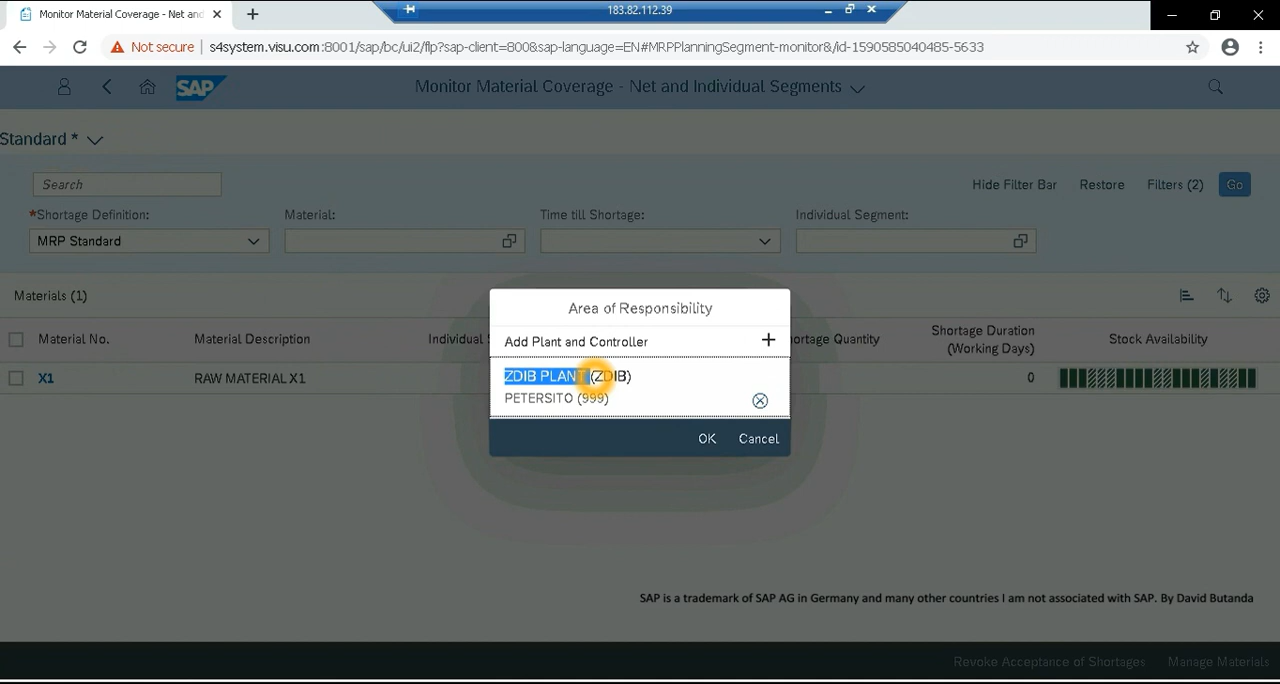 Monitor Material Coverage - Net and
183.82.112.39
Not secure
s4system.visu.com:8001/sap/bc/ui2/flp?sap-client=800&sap-language=EN#MRPPlanningSegment-monitor&/id-1590585040485-5633
SAP
Monitor Material Coverage - Net and Individual Segments
Standard *
Search
Hide Filter Bar
Restore
Filters (2)
Go
*Shortage Definition:
Material:
Time till Shortage:
Individual Segment:
MRP Standard
Materials (1)
Material No.
Material Description
Individual
Shortage Duration
(Working Days)
Stock Availability
Quantity
X1
RAW MATERIAL X1
0
Area of Responsibility
Add Plant and Controller
ZDIB PLANT (ZDIB)
PETERSITO (999)
OK
Cancel
SAP is a trademark of SAP AG in Germany and many other countries I am not associated with SAP. By David Butanda
Revoke Acceptance of Shortages
Manage Materials